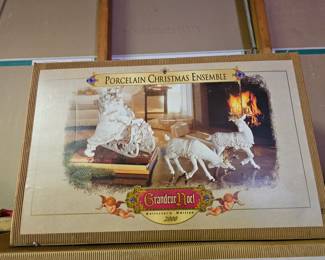 PORCELAIN CHRISTMAS ENSEMBLE
Grandeur Noel
Collector's Edition
2000